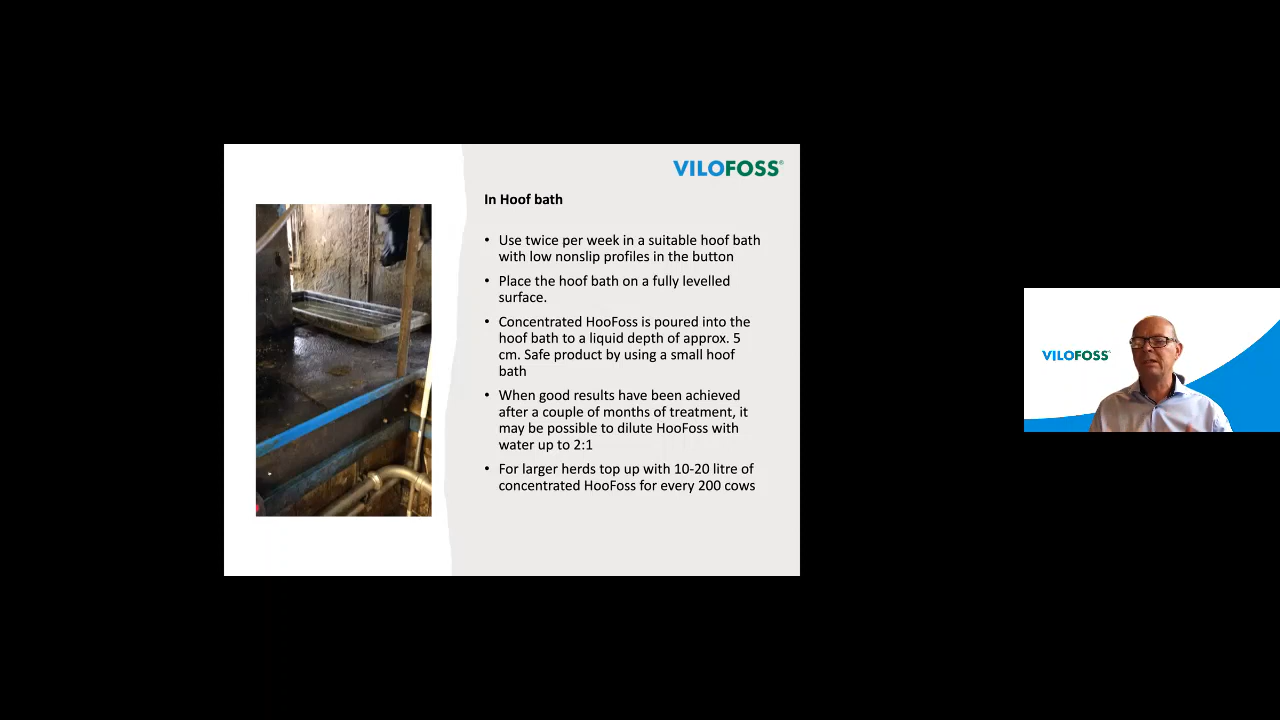 VILOFOSS®
In Hoof bath
• Use twice per week in a suitable hoof bath
with low nonslip profiles in the button
• Place the hoof bath on a fully levelled
surface.
• Concentrated HooFoss is poured into the
hoof bath to a liquid depth of approx. 5
cm. Safe product by using a small hoof
bath
• When good results have been achieved
after a couple of months of treatment, it
may be possible to dilute HooFoss with
water up to 2:1
• For larger herds top up with 10-20 litre of
concentrated HooFoss for every 200 cows
VILOFOSS®